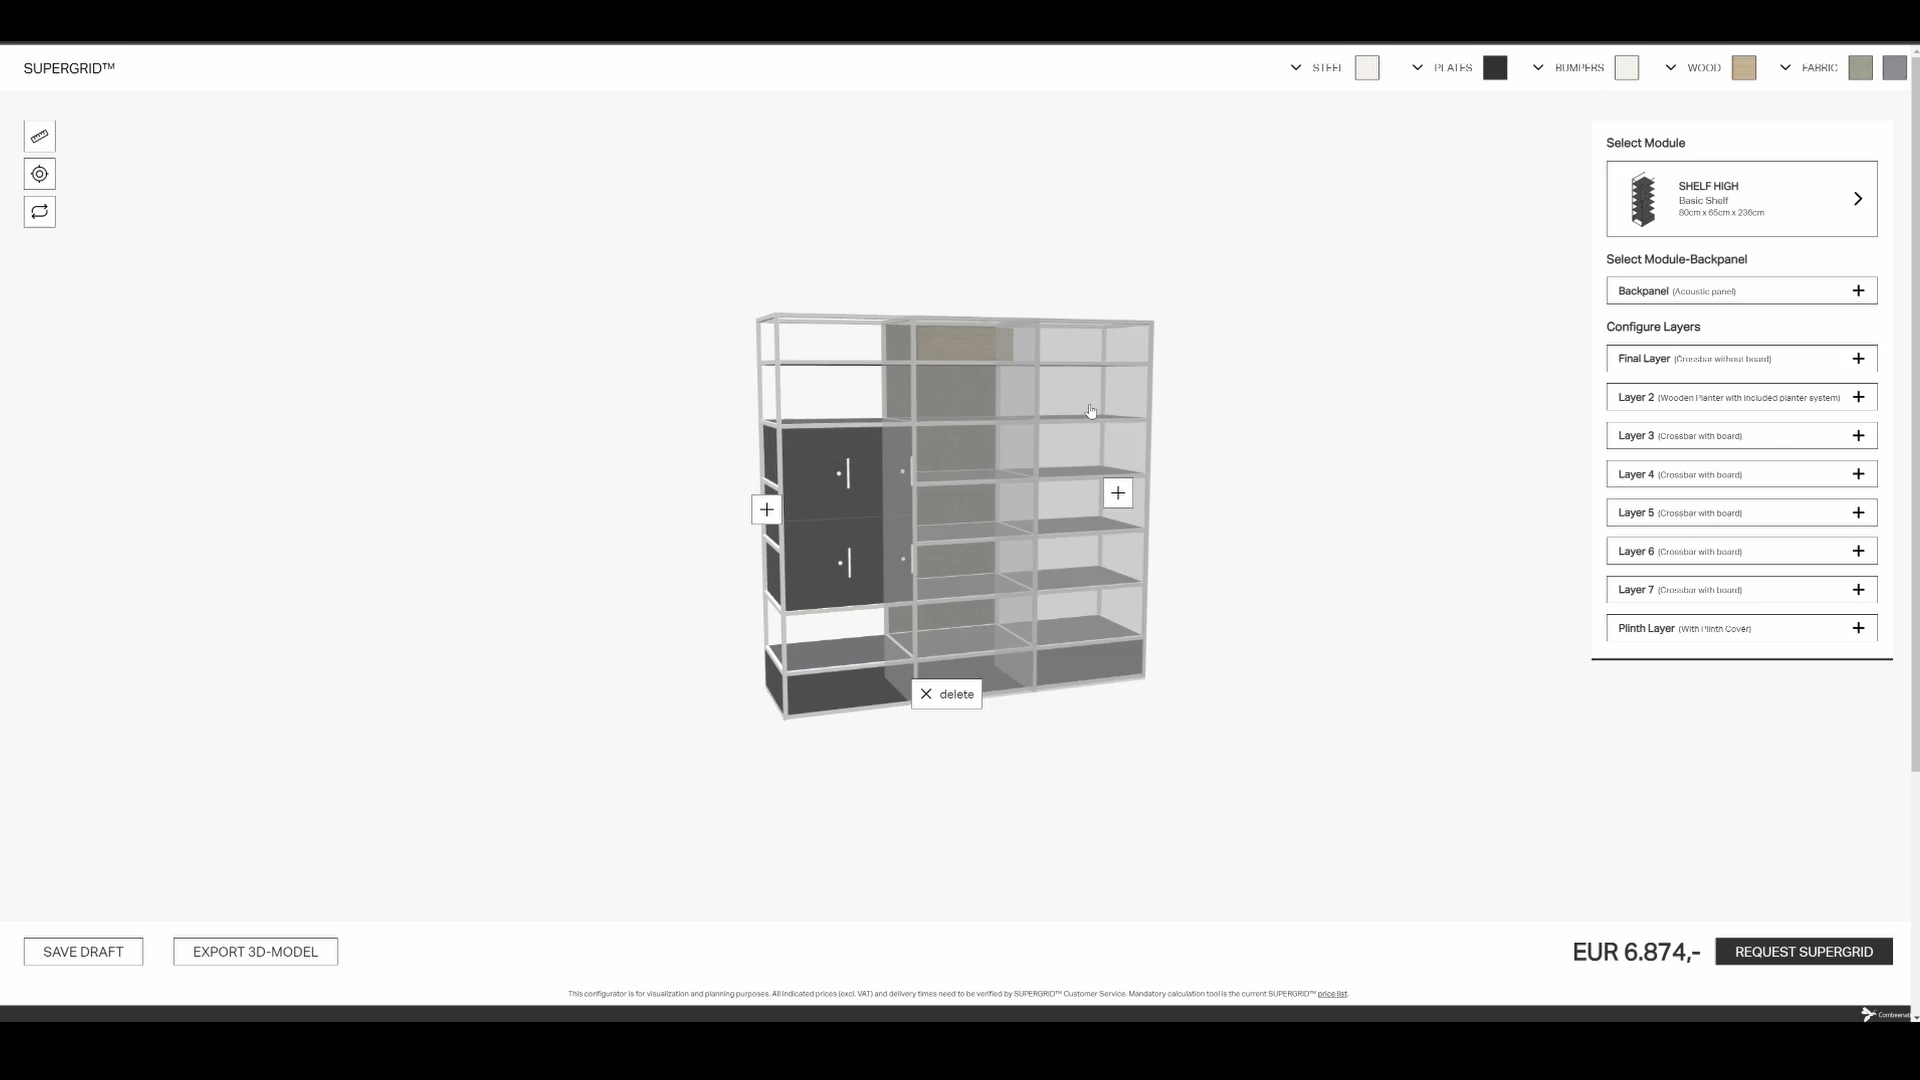 SUPERGRID™
STEEL
PLATES
BUMPERS
WOOD
FABRIC
Select Module
SHELF HIGH
Basic Shelf
80cm x 65cm x 236cm
Select Module-Backpanel
Backpanel (Acoustic panel)
Configure Layers
Final Layer (Crossbar without board)
Layer 2 (Wooden Planter with included planter system)
Layer 3 (Crossbar with board)
Layer 4 (Crossbar with board)
Layer 5 (Crossbar with board)
Layer 6 (Crossbar with board)
Layer 7 (Crossbar with board)
Plinth Layer (With Plinth Cover)
delete
SAVE DRAFT
EXPORT 3D-MODEL
EUR 6.874,-
REQUEST SUPERGRID
This configurator is for visualization and planning purposes. All indicated prices (excl. VAT) and delivery times need to be verified by SUPERGRID™ Customer Service. Mandatory calculation tool is the current SUPERGRID™ price list.